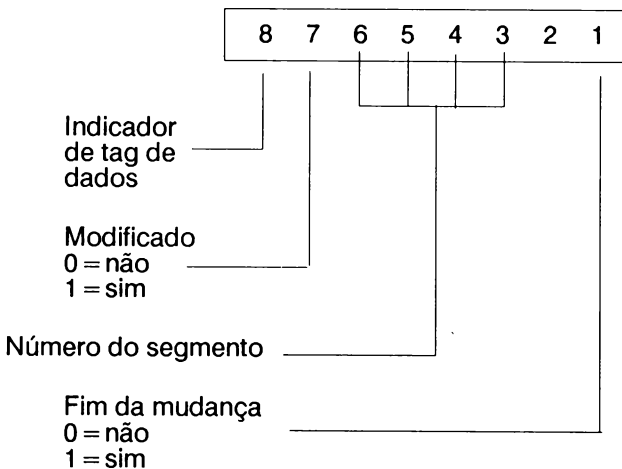 8 7 6 5 4 3 2 1
Indicador
de tag de
dados
Modificado
0 = não
1 = sim
Número do segmento
Fim da mudança
0 = não
1 = sim